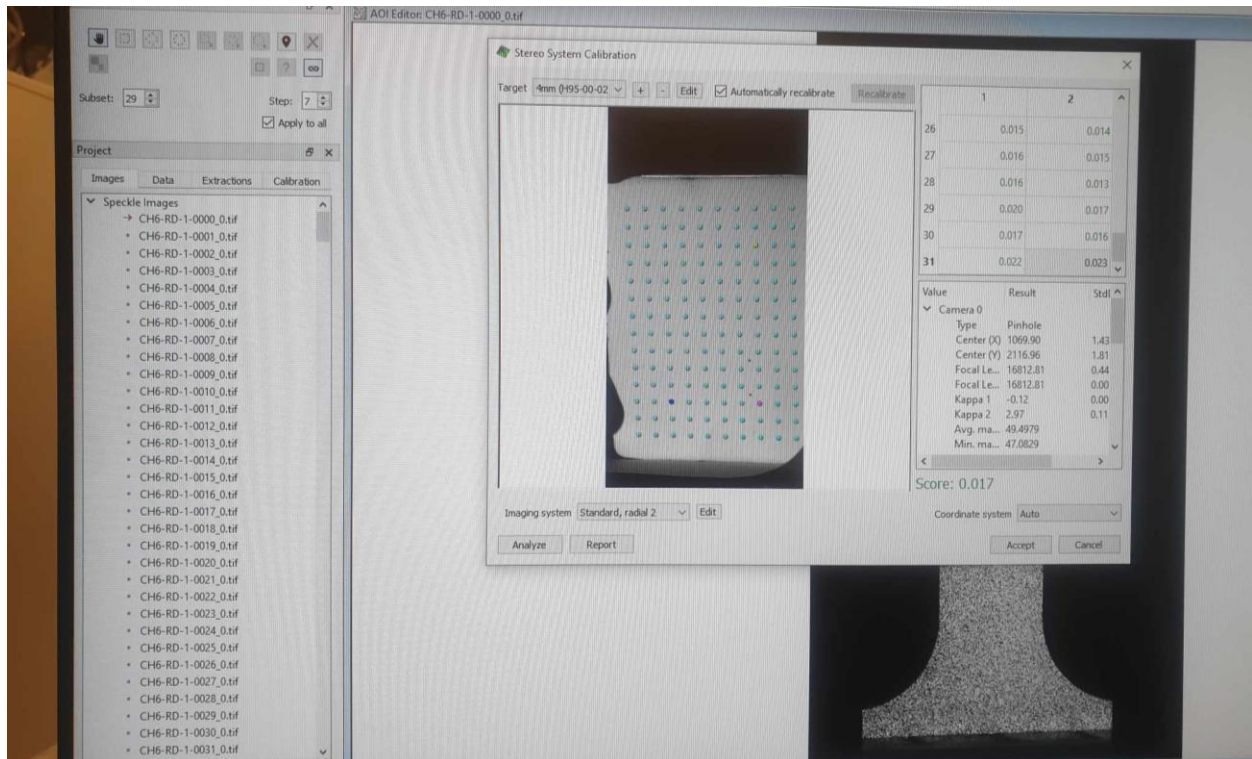 AOI Editor: CH6-RD-1-0000_0.tif
Subset: 29
Step: 7
Apply to all
Project
Images Data Extractions Calibration
Speckle Images
CH6-RD-1-0000_0.tif
CH6-RD-1-0001_0.tif
CH6-RD-1-0002_0.tif
CH6-RD-1-0003_0.tif
CH6-RD-1-0004_0.tif
CH6-RD-1-0005_0.tif
CH6-RD-1-0006_0.tif
CH6-RD-1-0007_0.tif
CH6-RD-1-0008_0.tif
CH6-RD-1-0009_0.tif
CH6-RD-1-0010_0.tif
CH6-RD-1-0011_0.tif
CH6-RD-1-0012_0.tif
CH6-RD-1-0013_0.tif
CH6-RD-1-0014_0.tif
CH6-RD-1-0015_0.tif
CH6-RD-1-0016_0.tif
CH6-RD-1-0017_0.tif
CH6-RD-1-0018_0.tif
CH6-RD-1-0019_0.tif
CH6-RD-1-0020_0.tif
CH6-RD-1-0021_0.tif
CH6-RD-1-0022_0.tif
CH6-RD-1-0023_0.tif
CH6-RD-1-0024_0.tif
CH6-RD-1-0025_0.tif
CH6-RD-1-0026_0.tif
CH6-RD-1-0027_0.tif
CH6-RD-1-0028_0.tif
CH6-RD-1-0029_0.tif
CH6-RD-1-0030_0.tif
CH6-RD-1-0031_0.tif
Stereo System Calibration
Target 4mm (H95-00-02 + - Edit Automatically recalibrate Recalibrate
1 2
26 0.015 0.014
27 0.016 0.015
28 0.016 0.013
29 0.020 0.017
30 0.017 0.016
31 0.022 0.023
Value Result Std
Camera 0
Type Pinhole
Center (X) 1069.90 1.43
Center (Y) 2116.96 1.81
Focal Le... 16812.81 0.44
Focal Le... 16812.81 0.00
Kappa 1 -0.12 0.00
Kappa 2 2.97 0.11
Avg. ma... 49.4979
Min. ma... 47.0829
Score: 0.017
Imaging system Standard, radial 2 Edit
Coordinate system Auto
Analyze Report Accept Cancel